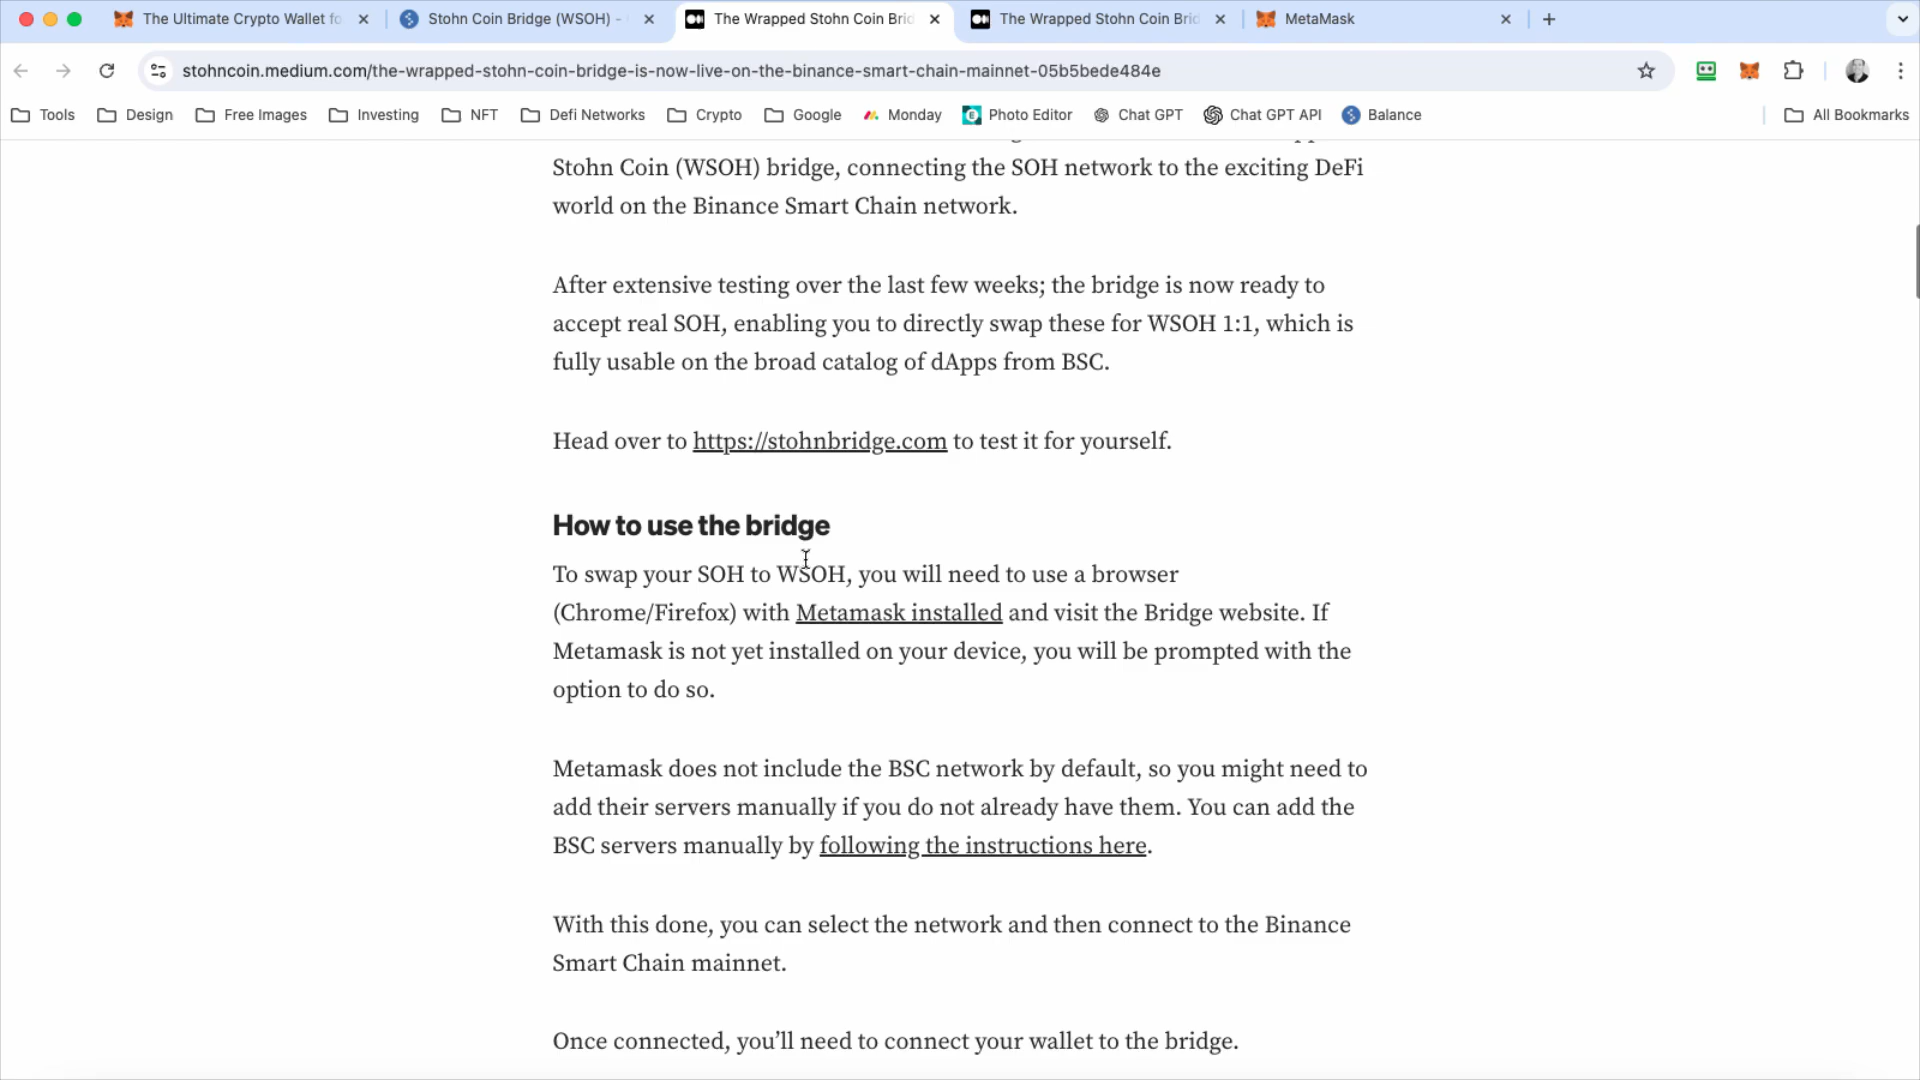 The Ultimate Crypto Wallet fo
Stohn Coin Bridge (WSOH) -
The Wrapped Stohn Coin Brid
The Wrapped Stohn Coin Brid
MetaMask
stohncoin.medium.com/the-wrapped-stohn-coin-bridge-is-now-live-on-the-binance-smart-chain-mainnet-05b5bede484e
Tools
Design
Free Images
Investing
NFT
Defi Networks
Crypto
Google
Monday
Photo Editor
Chat GPT
Chat GPT API
Balance
All Bookmarks
Stohn Coin (WSOH) bridge, connecting the SOH network to the exciting DeFi
world on the Binance Smart Chain network.
After extensive testing over the last few weeks; the bridge is now ready to
accept real SOH, enabling you to directly swap these for WSOH 1:1, which is
fully usable on the broad catalog of dApps from BSC.
Head over to https://stohnbridge.com to test it for yourself.
How to use the bridge
To swap your SOH to WSOH, you will need to use a browser
(Chrome/Firefox) with Metamask installed and visit the Bridge website. If
Metamask is not yet installed on your device, you will be prompted with the
option to do so.
Metamask does not include the BSC network by default, so you might need to
add their servers manually if you do not already have them. You can add the
BSC servers manually by following the instructions here.
With this done, you can select the network and then connect to the Binance
Smart Chain mainnet.
Once connected, you’ll need to connect your wallet to the bridge.